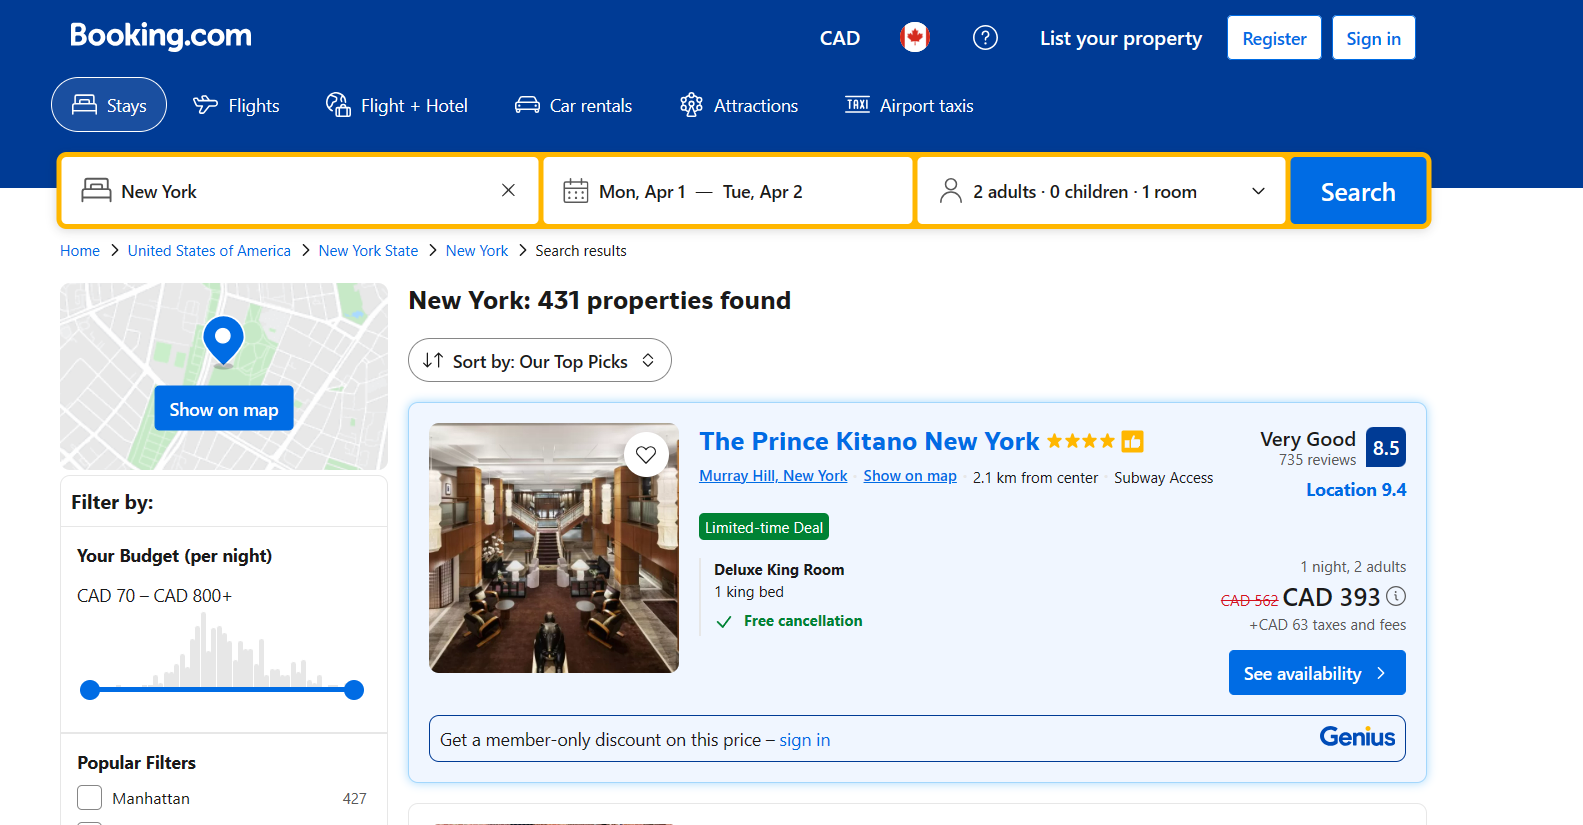 Booking.com
CAD
List your property
Register
Sign in
Stays
Flights
Flight + Hotel
Car rentals
Attractions
TAXI
Airport taxis
New York
Mon, Apr 1 — Tue, Apr 2
2 adults · 0 children · 1 room
Search
Home > United States of America > New York State > New York > Search results
Show on map
New York: 431 properties found
Sort by: Our Top Picks
Filter by:
Your Budget (per night)
CAD 70 – CAD 800+
Popular Filters
Manhattan 427
The Prince Kitano New York
Very Good
735 reviews
8.5
Murray Hill, New York
Show on map
2.1 km from center
Subway Access
Location 9.4
Limited-time Deal
Deluxe King Room
1 king bed
Free cancellation
1 night, 2 adults
CAD 562 CAD 393
+CAD 63 taxes and fees
See availability
Get a member-only discount on this price – sign in
Genius